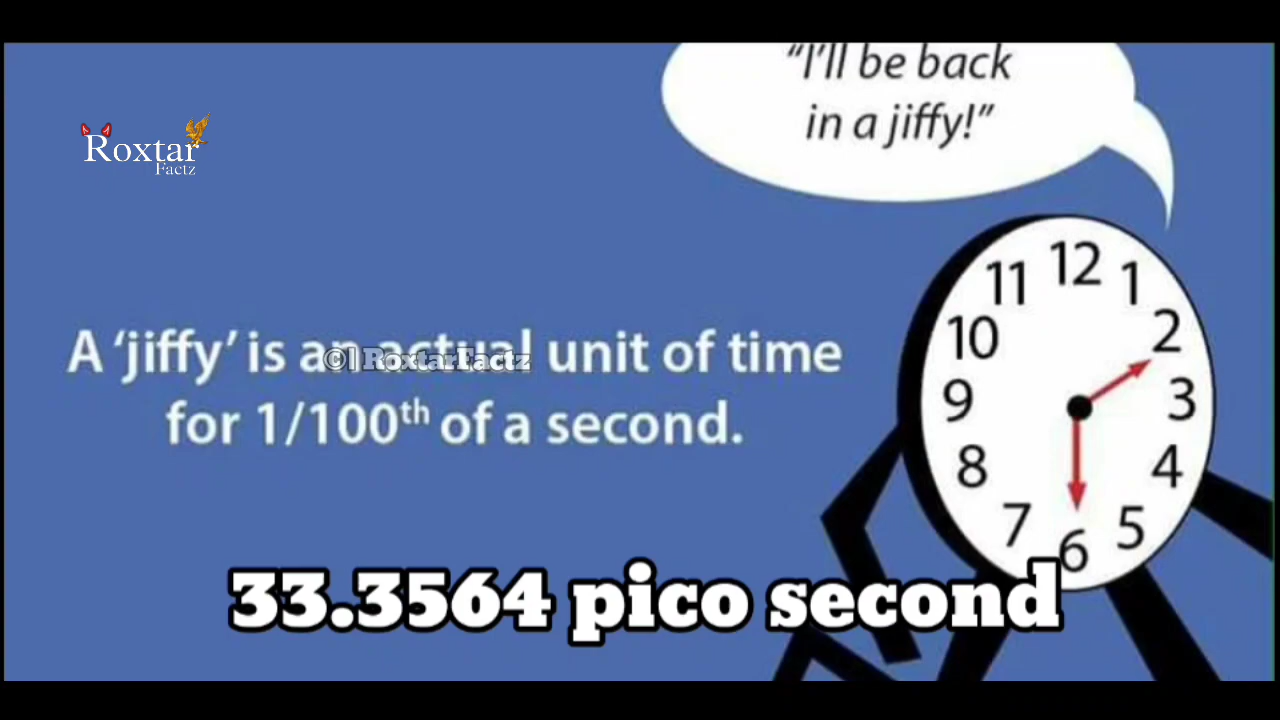 "I'll be back
in a jiffy!"
Roxtar
Factz
A 'jiffy' is an actual unit of time
© RoxtarFactz
for 1/100th of a second.
12
11
1
10
2
9
3
8
4
7
5
6
33.3564 pico second